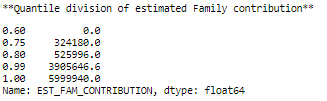 **Quantile division of estimated Family contribution**
0.60 0.0
0.75 324180.0
0.80 525996.0
0.99 3905646.6
1.00 5999940.0
Name: EST_FAM_CONTRIBUTION, dtype: float64